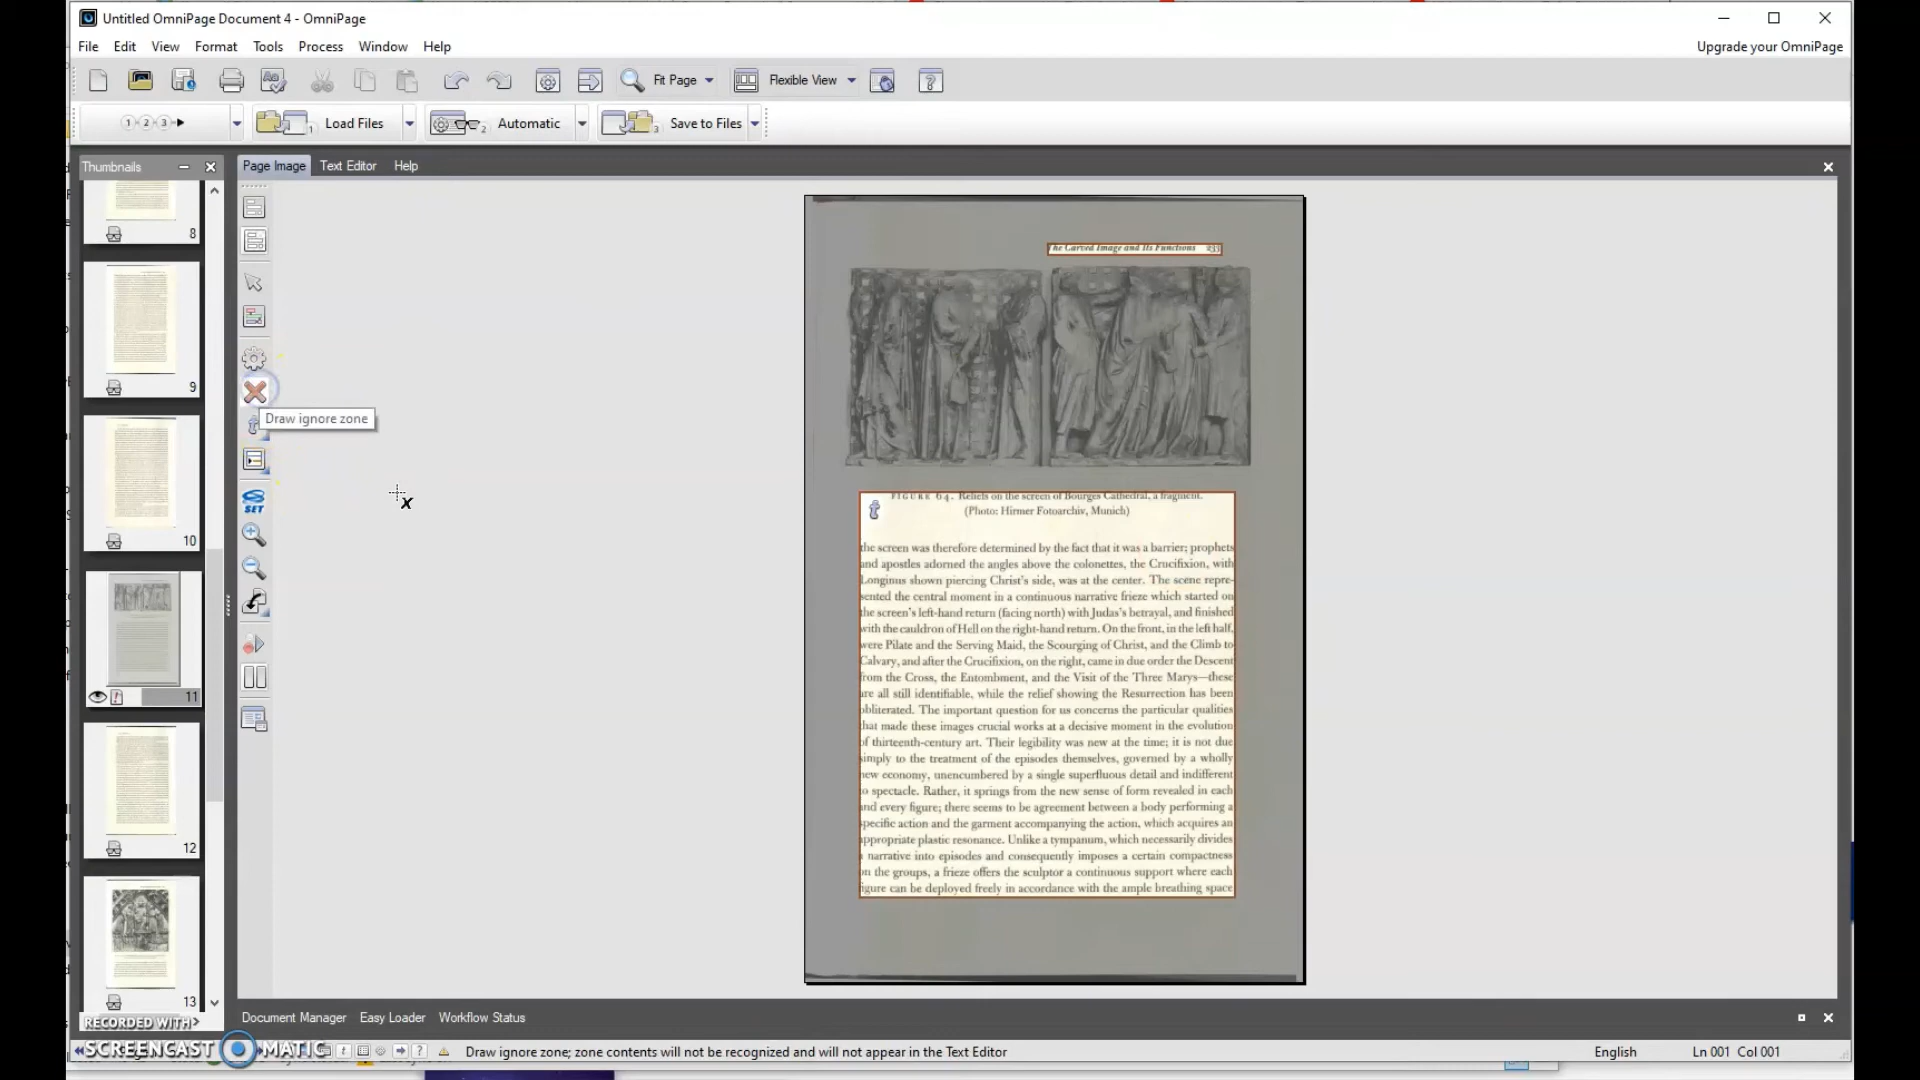 Untitled OmniPage Document 4 - OmniPage
File Edit View Format Tools Process Window Help
Upgrade your OmniPage
Fit Page
Flexible View
1 2 3
1 Load Files
2 Automatic
3 Save to Files
Thumbnails
Page Image Text Editor Help
8
9
10
11
12
13
Draw ignore zone
SET
The Carved Image and Its Functions 233
FIGURE 64. Reliefs on the screen of Bourges Cathedral, a fragment.
(Photo: Hirmer Fotoarchiv, Munich)
the screen was therefore determined by the fact that it was a barrier; prophets
and apostles adorned the angles above the colonettes, the Crucifixion, with
Longinus shown piercing Christ's side, was at the center. The scene repre-
sented the central moment in a continuous narrative frieze which started on
the screen's left-hand return (facing north) with Judas's betrayal, and finished
with the cauldron of Hell on the right-hand return. On the front, in the left half,
were Pilate and the Serving Maid, the Scourging of Christ, and the Climb to
Calvary, and after the Crucifixion, on the right, came in due order the Descent
from the Cross, the Entombment, and the Visit of the Three Marys—these
are all still identifiable, while the relief showing the Resurrection has been
obliterated. The important question for us concerns the particular qualities
that made these images crucial works at a decisive moment in the evolution
of thirteenth-century art. Their legibility was new at the time; it is not due
simply to the treatment of the episodes themselves, governed by a wholly
new economy, unencumbered by a single superfluous detail and indifferent
to spectacle. Rather, it springs from the new sense of form revealed in each
and every figure; there seems to be agreement between a body performing a
specific action and the garment accompanying the action, which acquires an
appropriate plastic resonance. Unlike a tympanum, which necessarily divides
a narrative into episodes and consequently imposes a certain compactness
on the groups, a frieze offers the sculptor a continuous support where each
figure can be deployed freely in accordance with the ample breathing space
Document Manager Easy Loader Workflow Status
RECORDED WITH
SCREENCAST MATIC
Draw ignore zone; zone contents will not be recognized and will not appear in the Text Editor
English
Ln 001 Col 001